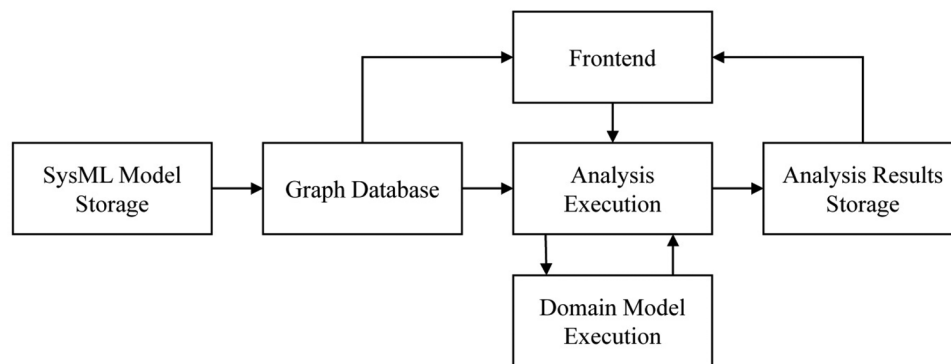 Frontend
SysML Model
Storage
Graph Database
Analysis
Execution
Analysis Results
Storage
Domain Model
Execution